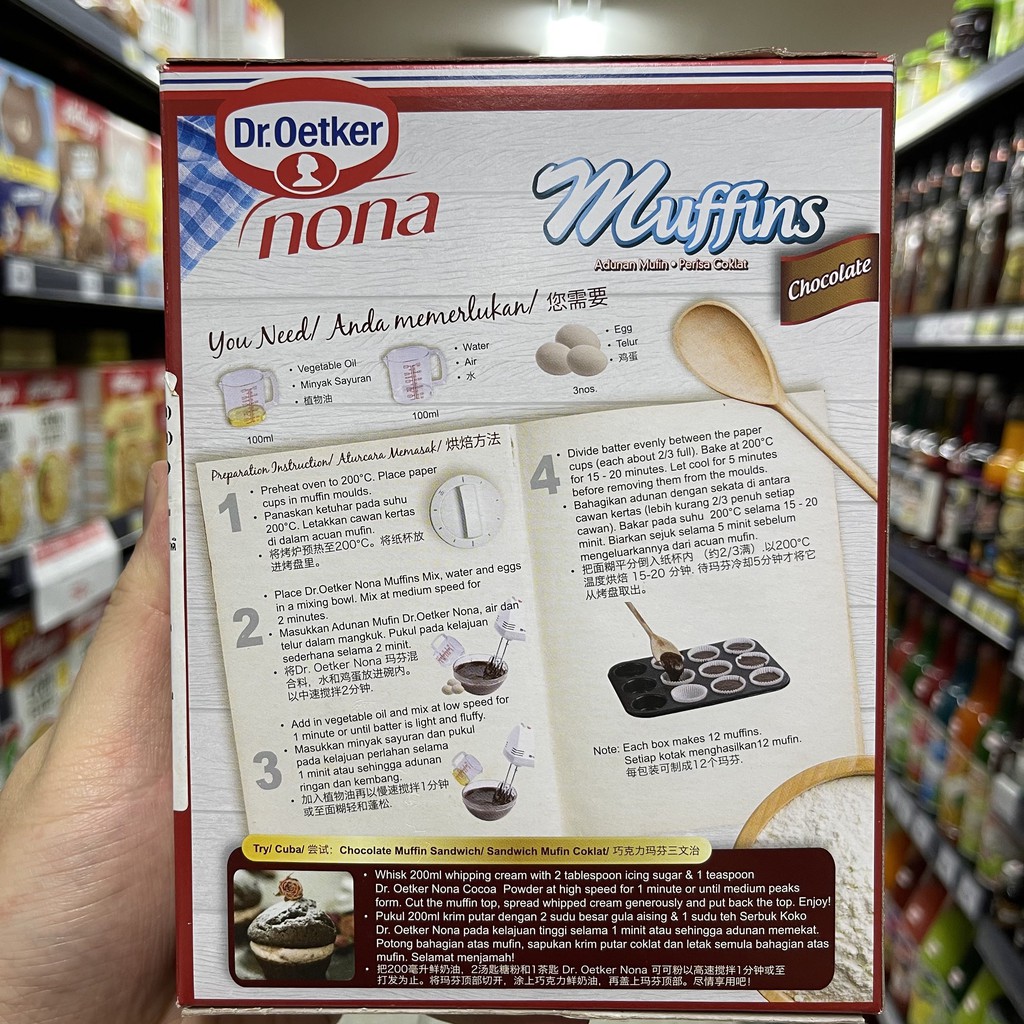 Dr.Oetker
nona
Muffins
Adunan Mufin • Perisa Coklat
Chocolate
You Need/ Anda memerlukan/ 您需要
• Vegetable Oil
• Minyak Sayuran
• 植物油
100ml
• Water
• Air
• 水
100ml
• Egg
• Telur
• 鸡蛋
3nos.
Preparation Instruction/ Aturcara Memasak/ 烘焙方法
1
• Preheat oven to 200°C. Place paper
cups in muffin moulds.
• Panaskan ketuhar pada suhu
200°C. Letakkan cawan kertas
di dalam acuan mufin.
• 将烤炉预热至200°C。将纸杯放
进烤盘里。
2
• Place Dr.Oetker Nona Muffins Mix, water and eggs
in a mixing bowl. Mix at medium speed for
2 minutes.
• Masukkan Adunan Mufin Dr.Oetker Nona, air dan
telur dalam mangkuk. Pukul pada kelajuan
sederhana selama 2 minit.
• 将Dr. Oetker Nona 玛芬混
合料，水和鸡蛋放进碗内。
以中速搅拌2分钟.
3
• Add in vegetable oil and mix at low speed for
1 minute or until batter is light and fluffy.
• Masukkan minyak sayuran dan pukul
pada kelajuan perlahan selama
1 minit atau sehingga adunan
ringan dan kembang.
• 加入植物油再以慢速搅拌1分钟
或至面糊轻和蓬松.
4
• Divide batter evenly between the paper
cups (each about 2/3 full). Bake at 200°C
for 15 - 20 minutes. Let cool for 5 minutes
before removing them from the moulds.
• Bahagikan adunan dengan sekata di antara
cawan kertas (lebih kurang 2/3 penuh setiap
cawan). Bakar pada suhu 200°C selama 15 - 20
minit. Biarkan sejuk selama 5 minit sebelum
mengeluarkannya dari acuan mufin.
• 把面糊平分倒入纸杯内 （约2/3满）.以200°C
温度烘焙 15-20 分钟. 待玛芬冷却5分钟才将它
从烤盘取出。
Note: Each box makes 12 muffins.
Setiap kotak menghasilkan12 mufin.
每包装可制成12个玛芬.
Try/ Cuba/ 尝试：Chocolate Muffin Sandwich/ Sandwich Mufin Coklat/ 巧克力玛芬三文治
• Whisk 200ml whipping cream with 2 tablespoon icing sugar & 1 teaspoon
Dr. Oetker Nona Cocoa Powder at high speed for 1 minute or until medium peaks
form. Cut the muffin top, spread whipped cream generously and put back the top. Enjoy!
• Pukul 200ml krim putar dengan 2 sudu besar gula aising & 1 sudu teh Serbuk Koko
Dr. Oetker Nona pada kelajuan tinggi selama 1 minit atau sehingga adunan memekat.
Potong bahagian atas mufin, sapukan krim putar coklat dan letak semula bahagian atas
mufin. Selamat menjamah!
• 把200毫升鲜奶油，2汤匙糖粉和1茶匙 Dr. Oetker Nona 可可粉以高速搅拌1分钟或至
打发为止。将玛芬顶部切开，涂上巧克力鲜奶油，再盖上玛芬顶部。尽情享用吧！